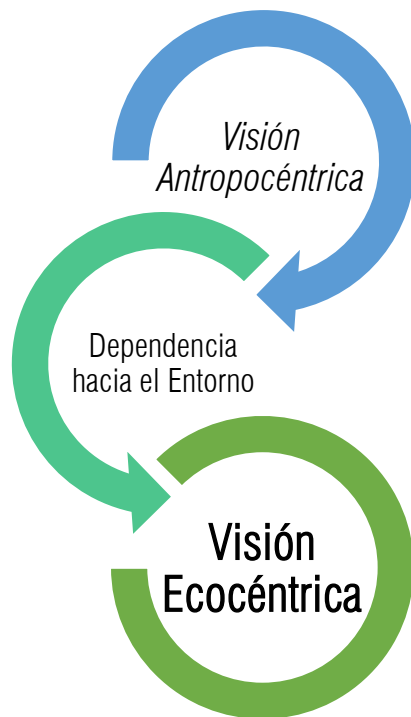 Visión
Antropocéntrica
Dependencia
hacia el Entorno
Visión
Ecocéntrica